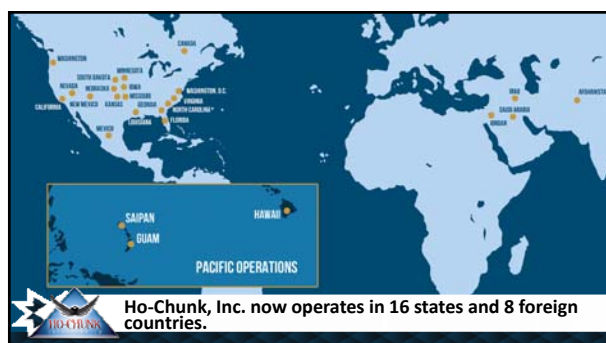 CANADA
WASHINGTON
MINNESOTA
SOUTH DAKOTA
NEVADA
NEBRASKA
IOWA
MISSOURI
WASHINGTON, D.C.
VIRGINIA
CALIFORNIA
NEW MEXICO
KANSAS
GEORGIA
NORTH CAROLINA
LOUISIANA
FLORIDA
MEXICO
IRAQ
AFGHANISTAN
SAUDI ARABIA
JORDAN
SAIPAN
HAWAII
GUAM
PACIFIC OPERATIONS
HO-CHUNK
Ho-Chunk, Inc. now operates in 16 states and 8 foreign
countries.